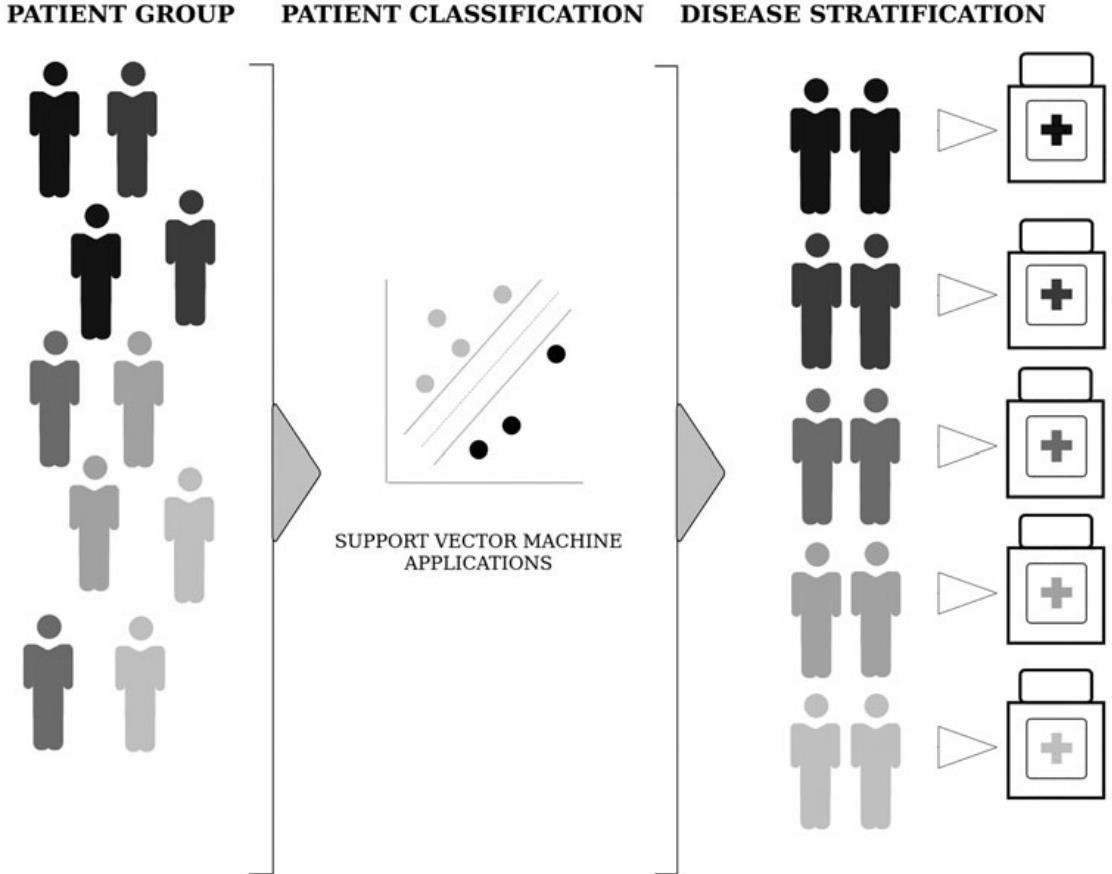 PATIENT GROUP
PATIENT CLASSIFICATION
DISEASE STRATIFICATION
SUPPORT VECTOR MACHINE
APPLICATIONS